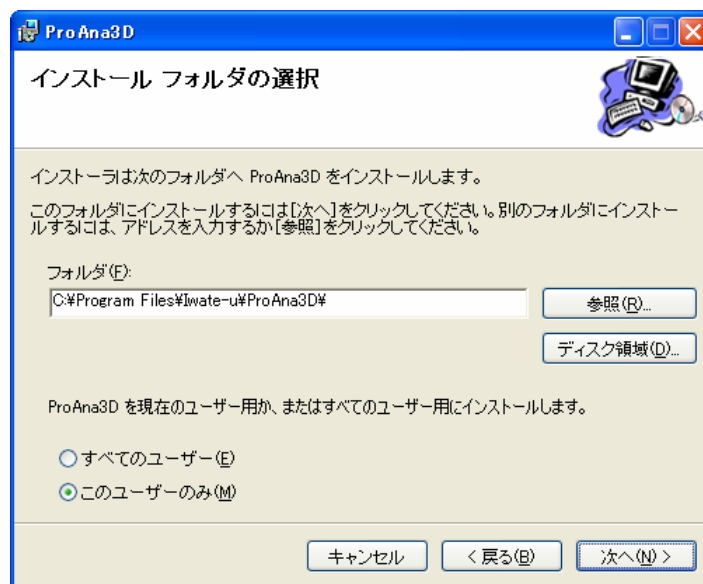 ProAna3D
インストール フォルダの選択
インストーラは次のフォルダへ ProAna3D をインストールします。
このフォルダにインストールするには[次へ]をクリックしてください。別のフォルダにインストー
ルするには、アドレスを入力するか[参照]をクリックしてください。
フォルダ(F):
C:¥Program Files¥Iwate-u¥ProAna3D¥
参照(R)...
ディスク領域(D)...
ProAna3D を現在のユーザー用か、またはすべてのユーザー用にインストールします。
すべてのユーザー(E)
このユーザーのみ(M)
キャンセル
< 戻る(B)
次へ(N) >